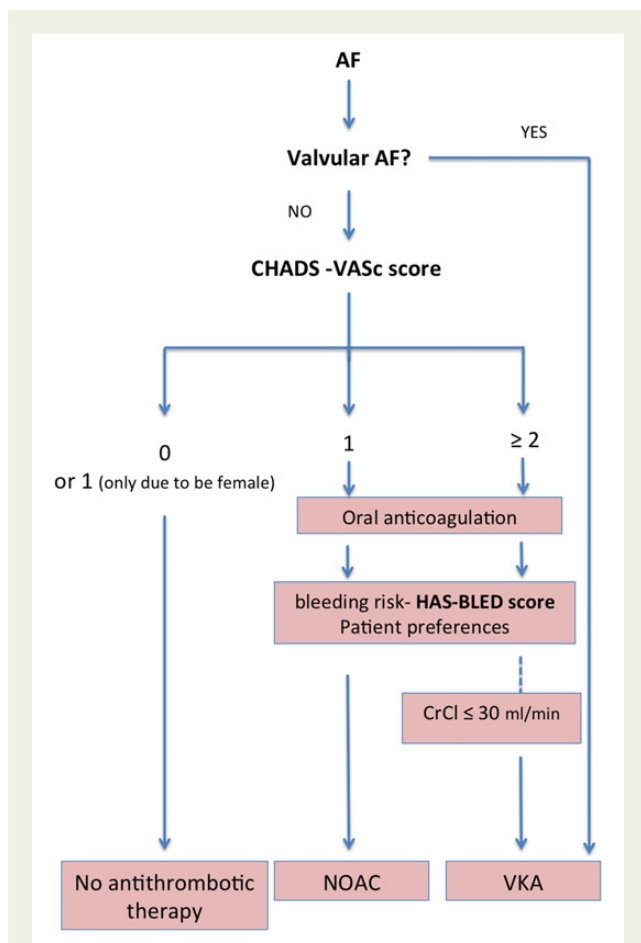 AF
YES
Valvular AF?
NO
CHADS -VASc score
0
or 1 (only due to be female)
1
≥ 2
Oral anticoagulation
bleeding risk- HAS-BLED score
Patient preferences
CrCl ≤ 30 ml/min
No antithrombotic
therapy
NOAC
VKA